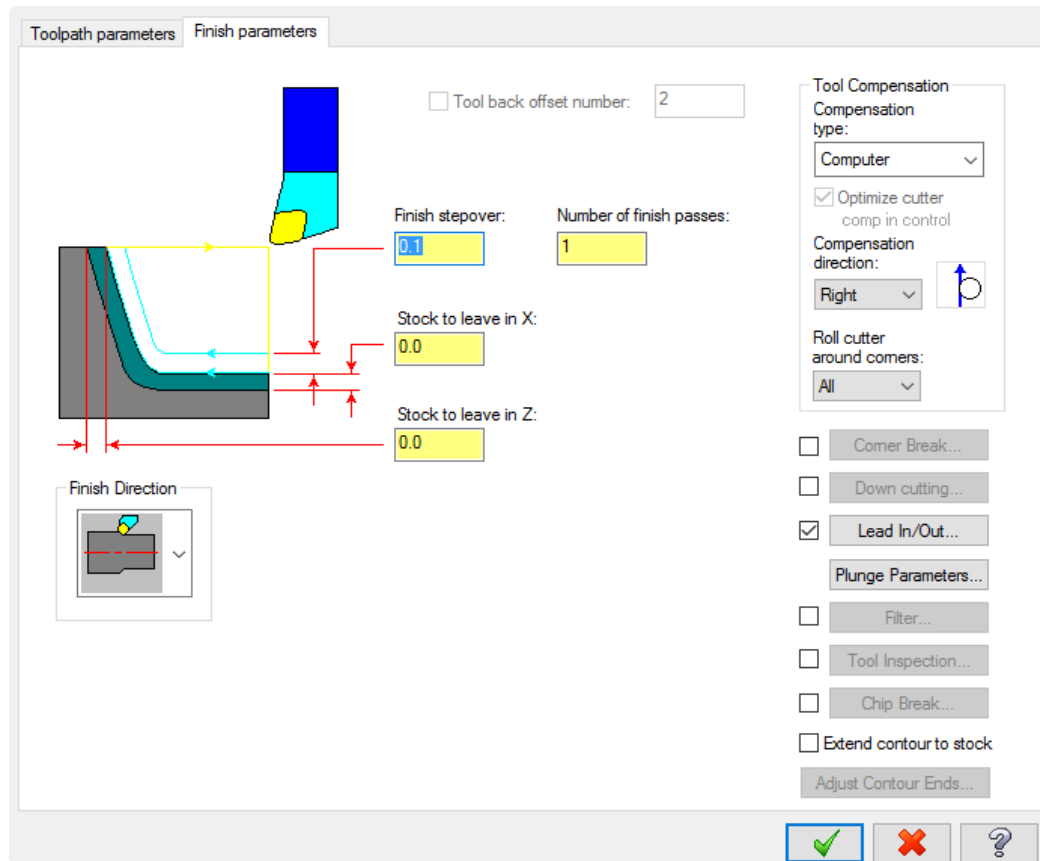 Toolpath parameters
Finish parameters
Tool back offset number:
2
Tool Compensation
Compensation
type:
Computer
Optimize cutter
comp in control
Finish stepover:
0.1
Number of finish passes:
1
Compensation
direction:
Right
Stock to leave in X:
0.0
Roll cutter
around corners:
All
Stock to leave in Z:
0.0
Corner Break...
Finish Direction
Down cutting...
Lead In/Out...
Plunge Parameters...
Filter...
Tool Inspection...
Chip Break...
Extend contour to stock
Adjust Contour Ends...